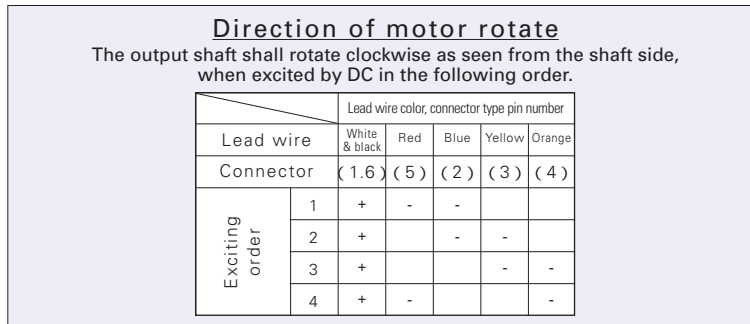 Direction of motor rotate
The output shaft shall rotate clockwise as seen from the shaft side,
when excited by DC in the following order.
Lead wire color, connector type pin number
Lead wire White & black Red Blue Yellow Orange
Connector (1.6) (5) (2) (3) (4)
Exciting order
1 + - -
2 + - -
3 + - -
4 + - -